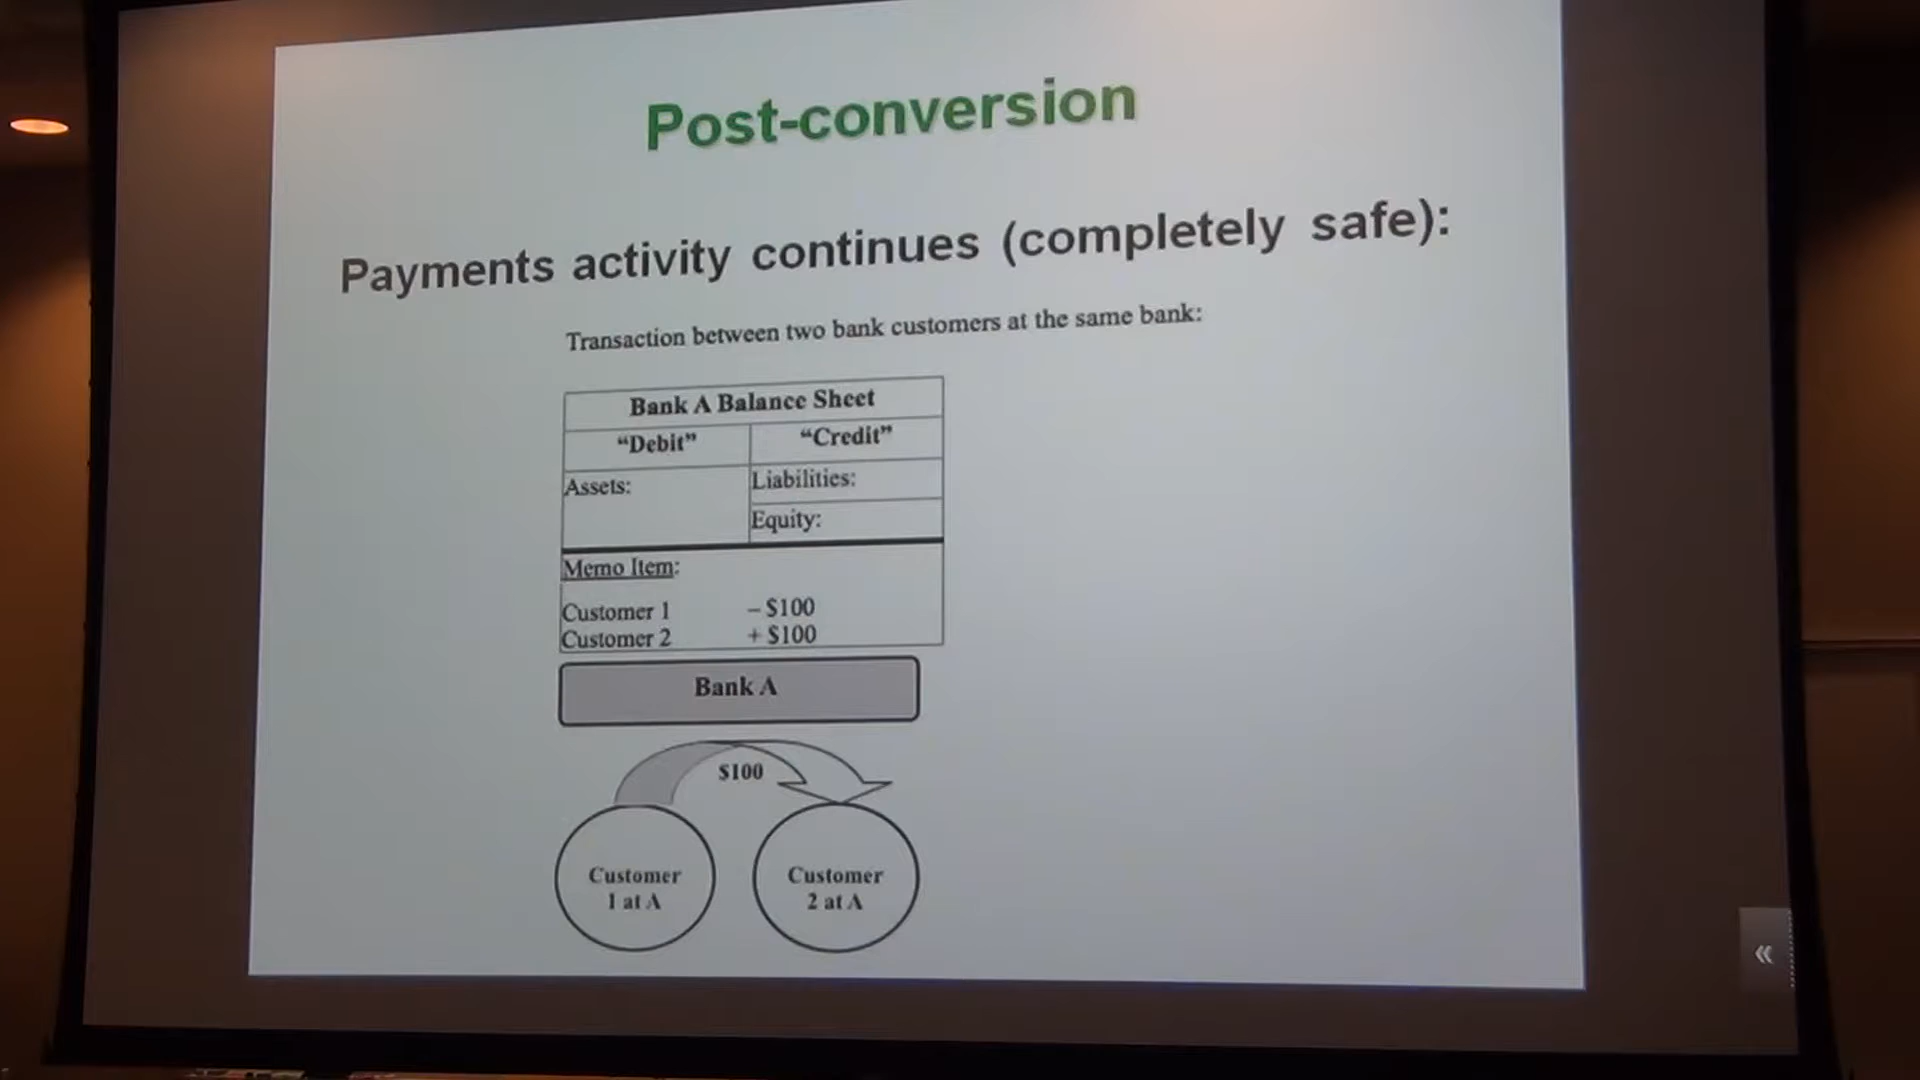 Post-conversion
Payments activity continues (completely safe):
Transaction between two bank customers at the same bank:
Bank A Balance Sheet
“Debit” “Credit”
Assets: Liabilities:
Equity:
Memo Item:
Customer 1 – $100
Customer 2 + $100
Bank A
$100
Customer
1 at A
Customer
2 at A
«